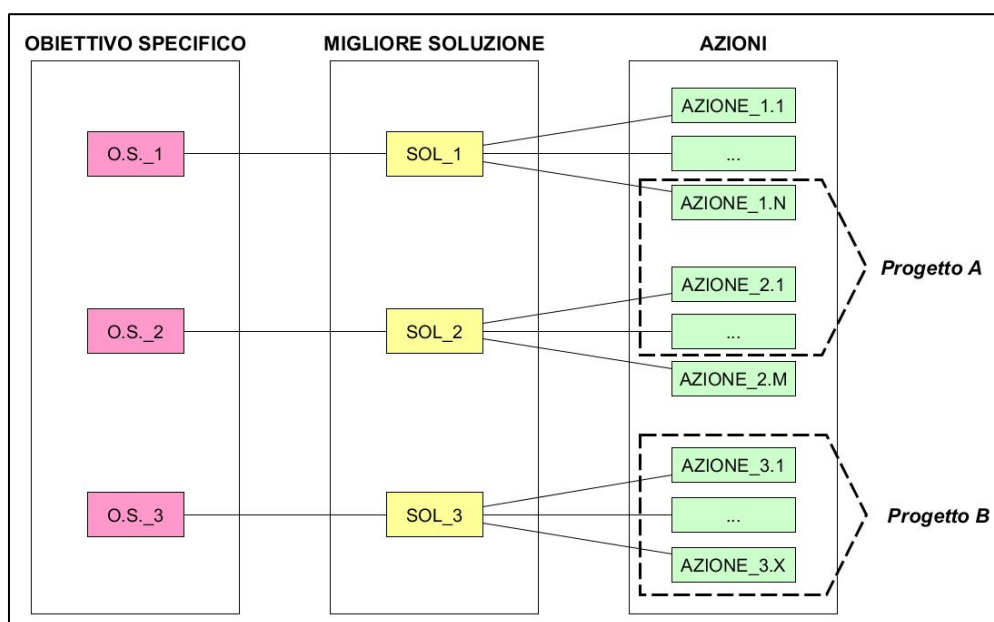 OBIETTIVO SPECIFICO
MIGLIORE SOLUZIONE
AZIONI
AZIONE_1.1
O.S._1
SOL_1
...
AZIONE_1.N
Progetto A
AZIONE_2.1
O.S._2
SOL_2
...
AZIONE_2.M
AZIONE_3.1
O.S._3
SOL_3
...
Progetto B
AZIONE_3.X